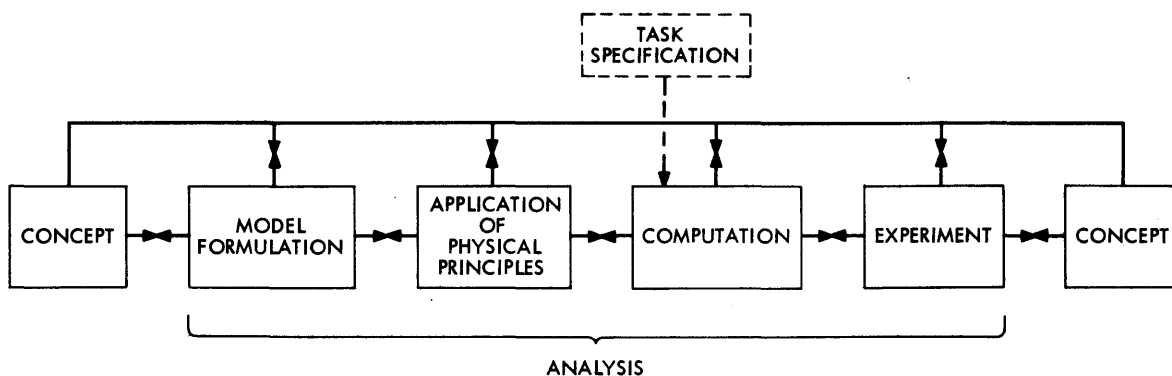 TASK
SPECIFICATION
CONCEPT
MODEL
FORMULATION
APPLICATION
OF
PHYSICAL
PRINCIPLES
COMPUTATION
EXPERIMENT
CONCEPT
ANALYSIS